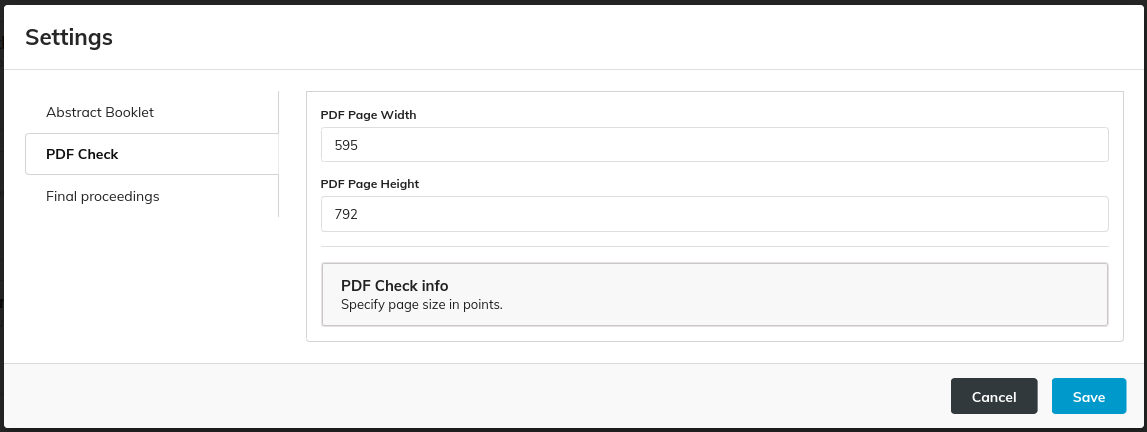 Settings
Abstract Booklet
PDF Check
Final proceedings
PDF Page Width
595
PDF Page Height
792
PDF Check info
Specify page size in points.
Cancel
Save